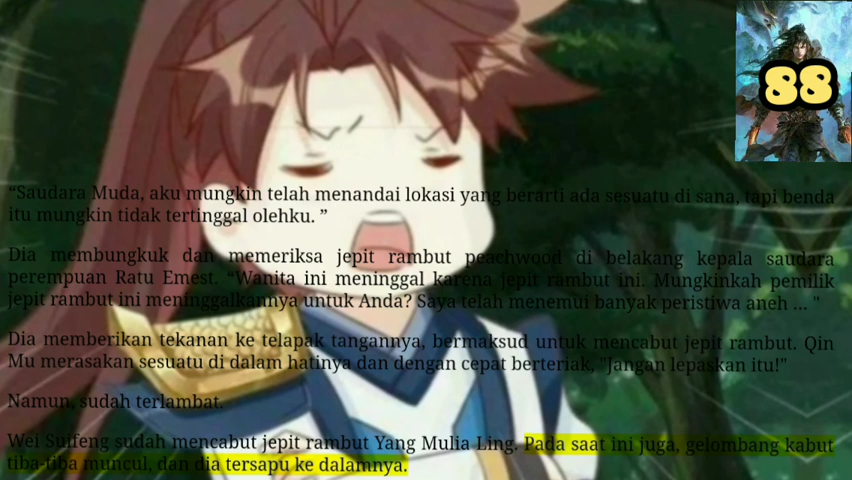 88
“Saudara Muda, aku mungkin telah menandai lokasi yang berarti ada sesuatu di sana, tapi benda
itu mungkin tidak tertinggal olehku. ”
Dia membungkuk dan memeriksa jepit rambut peachwood di belakang kepala saudara
perempuan Ratu Emest. “Wanita ini meninggal karena jepit rambut ini. Mungkinkah pemilik
jepit rambut ini meninggalkannya untuk Anda? Saya telah menemui banyak peristiwa aneh ... "
Dia memberikan tekanan ke telapak tangannya, bermaksud untuk mencabut jepit rambut. Qin
Mu merasakan sesuatu di dalam hatinya dan dengan cepat berteriak, "Jangan lepaskan itu!"
Namun, sudah terlambat.
Wei Suifeng sudah mencabut jepit rambut Yang Mulia Ling. Pada saat ini juga, gelombang kabut
tiba-tiba muncul, dan dia tersapu ke dalamnya.